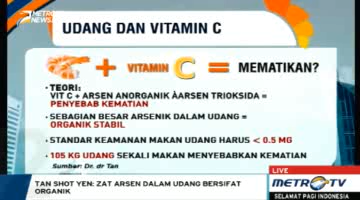 METRO NEWS
UDANG DAN VITAMIN C
+ VITAMIN C = MEMATIKAN?
• TEORI:
VIT C + ARSEN ANORGANIK ÀARSEN TRIOKSIDA =
PENYEBAB KEMATIAN
• SEBAGIAN BESAR ARSENIK DALAM UDANG =
ORGANIK STABIL
• STANDAR KEAMANAN MAKAN UDANG HARUS < 0.5 MG
• 105 KG UDANG SEKALI MAKAN MENYEBABKAN KEMATIAN
Sumber: Dr. dr Tan
LIVE
TAN SHOT YEN: ZAT ARSEN DALAM UDANG BERSIFAT
ORGANIK
METRO TV
SELAMAT PAGI INDONESIA